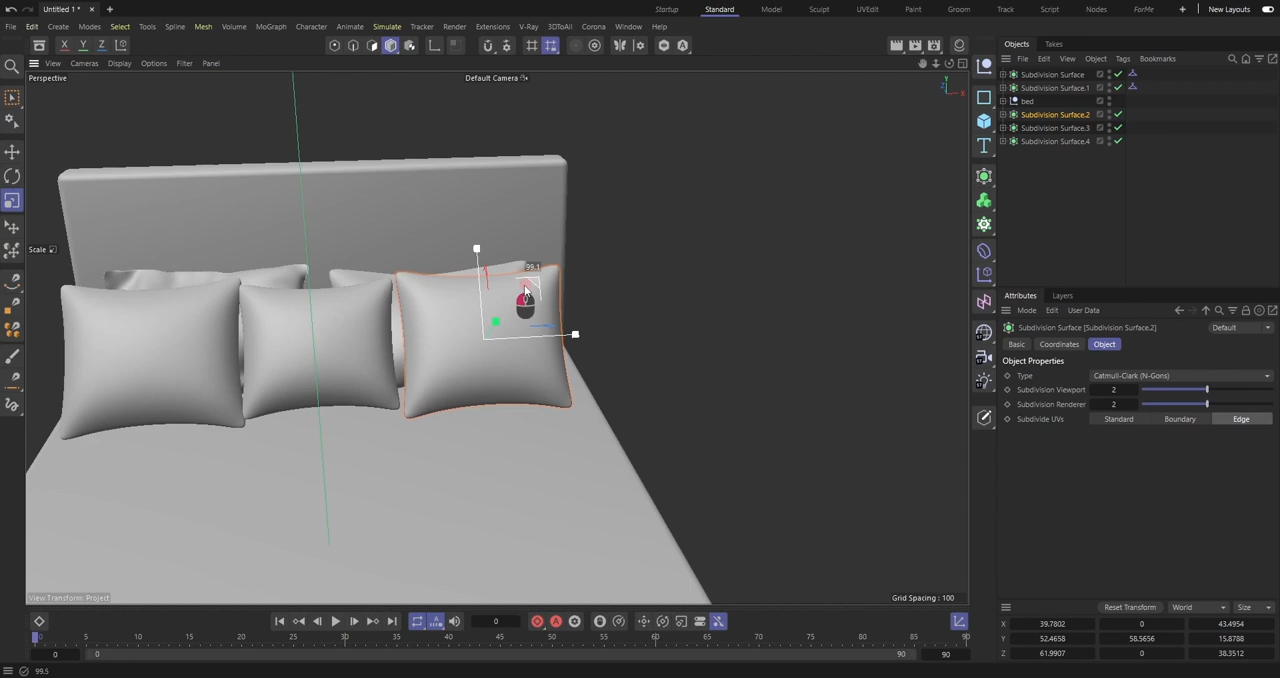 Untitled 1 *
Startup Standard Model Sculpt UVEdit Paint Groom Track Script Nodes ForMe New Layouts
File Edit Create Modes Select Tools Spline Mesh Volume MoGraph Character Animate Simulate Tracker Render Extensions V-Ray 3DToAll Corona Window Help
X Y Z
Objects Takes
View Cameras Display Options Filter Panel
File Edit View Object Tags Bookmarks
Perspective
Default Camera
Subdivision Surface
Subdivision Surface.1
bed
Subdivision Surface.2
Subdivision Surface.3
Subdivision Surface.4
Scale
99.1
Attributes Layers
Mode Edit User Data
Subdivision Surface [Subdivision Surface.2] Default
Basic Coordinates Object
Object Properties
Type Catmull-Clark (N-Gons)
Subdivision Viewport 2
Subdivision Renderer 2
Subdivide UVs Standard Boundary Edge
View Transform: Project
Grid Spacing : 100
Reset Transform World Size
0
X 39.7802 0 43.4954
0 5 10 15 20 25 30 35 40 45 50 55 60 65 70 75 80 85 90
Y 52.4658 58.5656 15.8788
0 0 90 90
Z 61.9907 0 38.3512
99.5